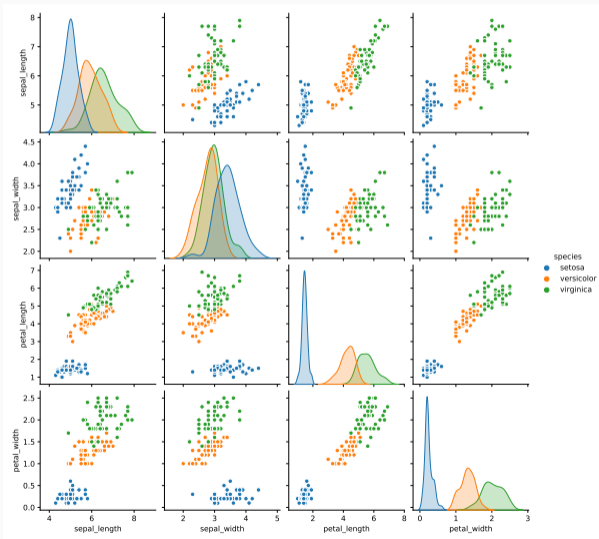 8
7
6
5
sepal_length
4.5
4.0
3.5
3.0
2.5
2.0
sepal_width
species
setosa
versicolor
virginica
7
6
5
4
3
2
1
petal_length
2.5
2.0
1.5
1.0
0.5
0.0
petal_width
4 6 8 2 3 4 5 2 4 6 8 0 1 2 3
sepal_length sepal_width petal_length petal_width